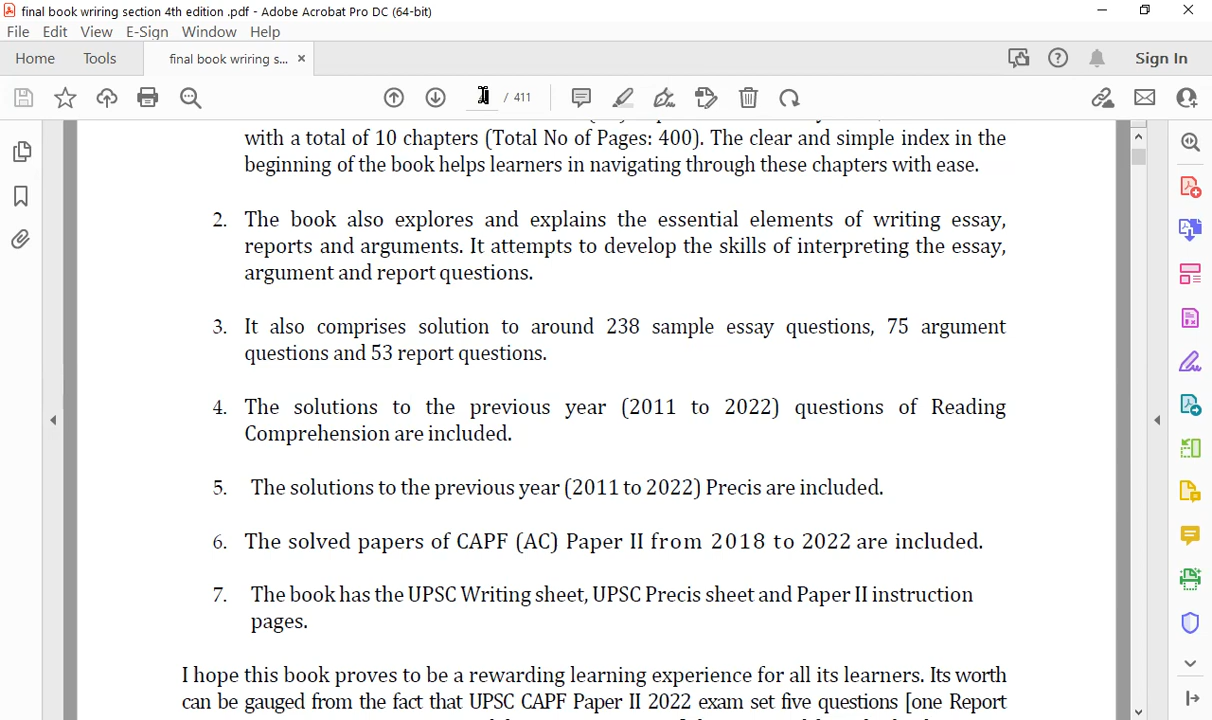 final book wriring section 4th edition .pdf - Adobe Acrobat Pro DC (64-bit)
File Edit View E-Sign Window Help
Home Tools final book wriring s... × Sign In
/ 411
with a total of 10 chapters (Total No of Pages: 400). The clear and simple index in the
beginning of the book helps learners in navigating through these chapters with ease.
2. The book also explores and explains the essential elements of writing essay,
reports and arguments. It attempts to develop the skills of interpreting the essay,
argument and report questions.
3. It also comprises solution to around 238 sample essay questions, 75 argument
questions and 53 report questions.
4. The solutions to the previous year (2011 to 2022) questions of Reading
Comprehension are included.
5. The solutions to the previous year (2011 to 2022) Precis are included.
6. The solved papers of CAPF (AC) Paper II from 2018 to 2022 are included.
7. The book has the UPSC Writing sheet, UPSC Precis sheet and Paper II instruction
pages.
I hope this book proves to be a rewarding learning experience for all its learners. Its worth
can be gauged from the fact that UPSC CAPF Paper II 2022 exam set five questions [one Report